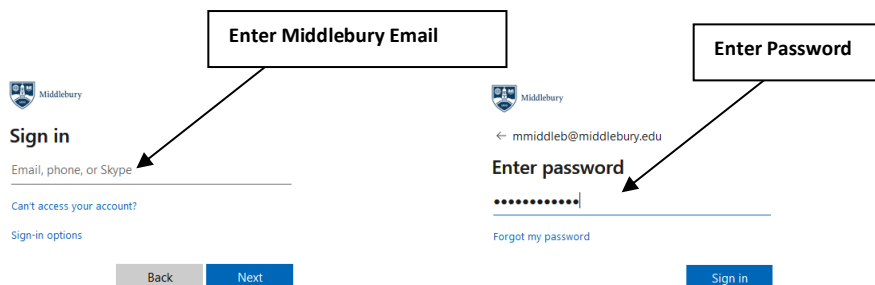 Enter Middlebury Email
Middlebury
Sign in
Email, phone, or Skype
Can't access your account?
Sign-in options
Back
Next
Enter Password
Middlebury
← mmiddleb@middlebury.edu
Enter password
••••••••••••
Forgot my password
Sign in